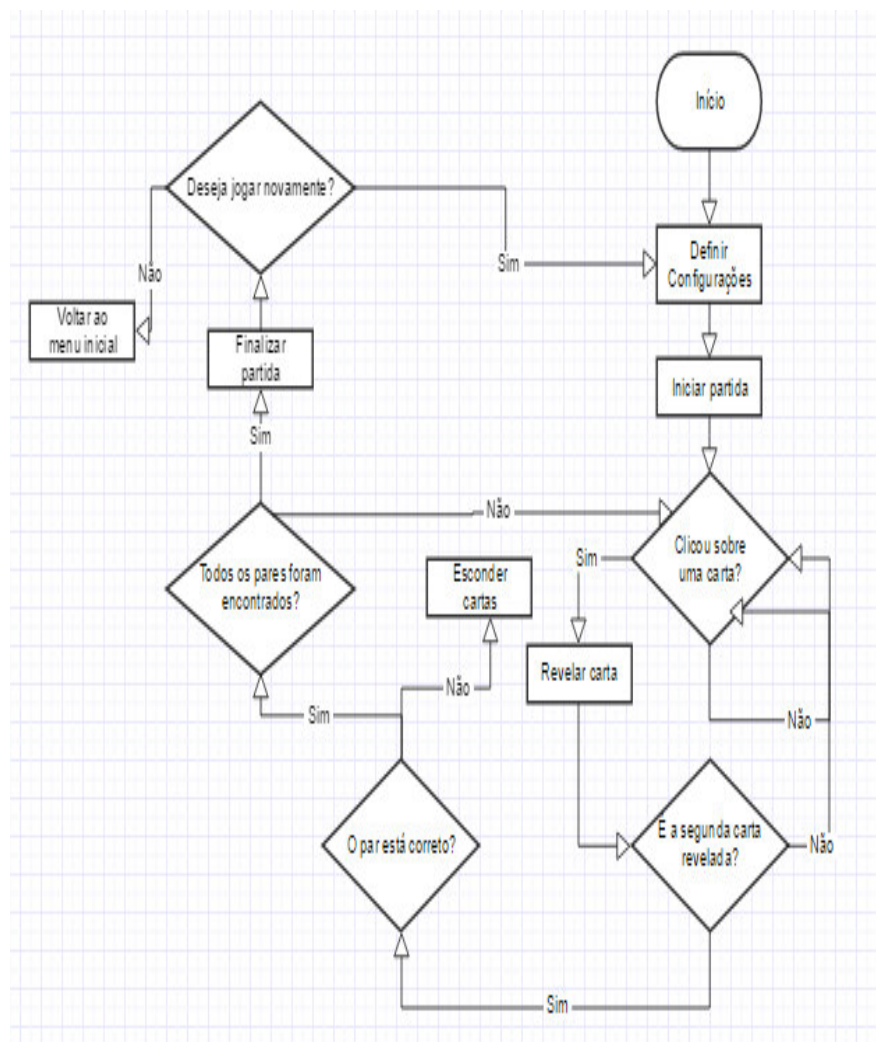 Início
Deseja jogar novamente?
Definir
Configurações
Sim
Não
Voltar ao
menu inicial
Finalizar
partida
Iniciar partida
Sim
Não
Clicou sobre
uma carta?
Sim
Esconder
cartas
Todos os pares foram
encontrados?
Revelar carta
Não
Sim
Não
O par está correto?
E a segunda carta
revelada?
Não
Sim